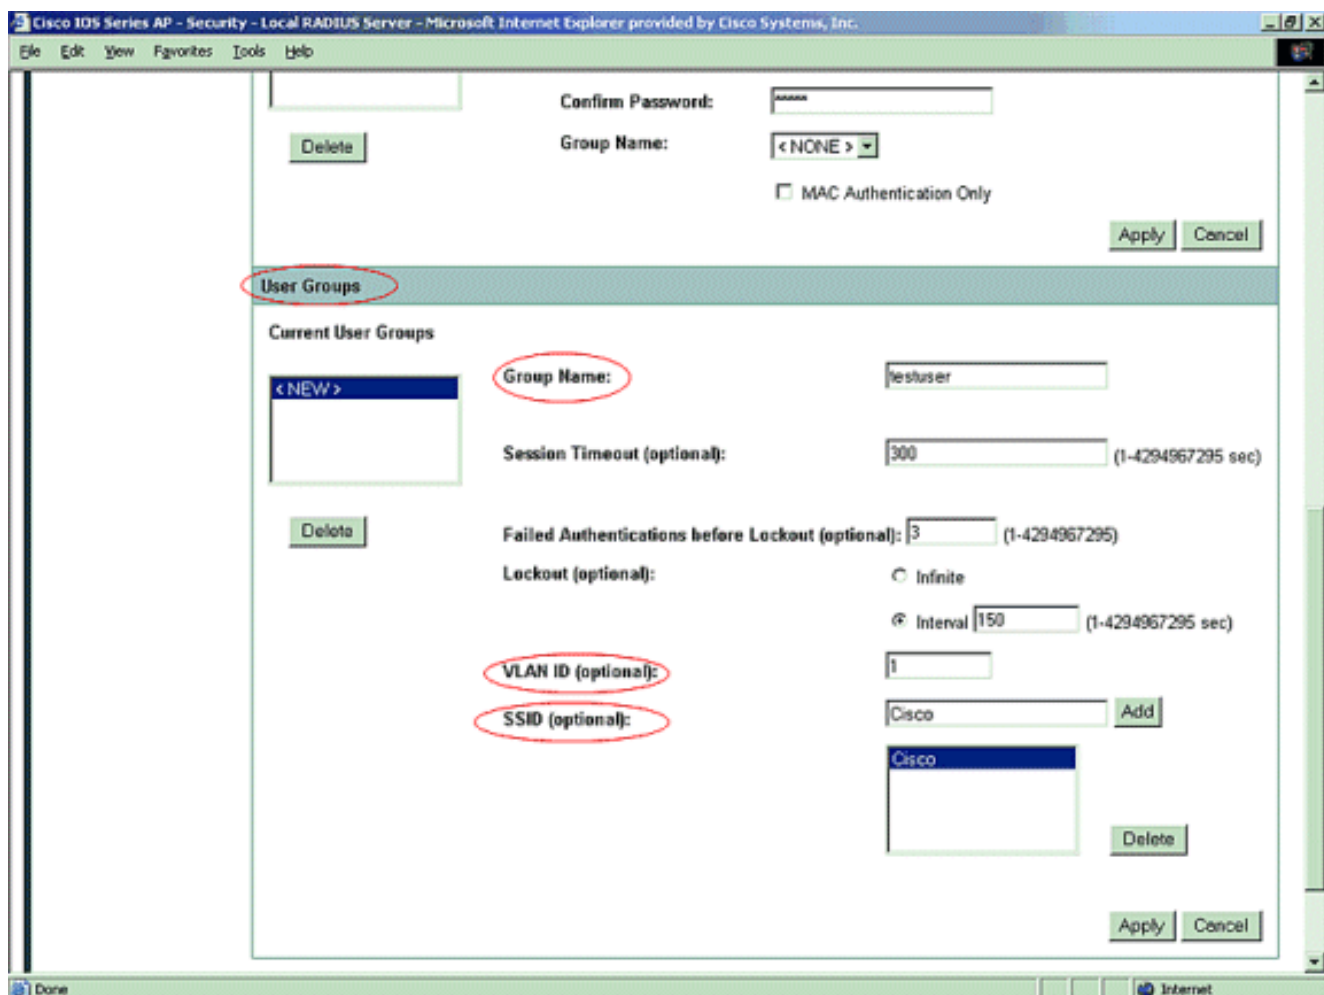 Cisco IOS Series AP - Security - Local RADIUS Server - Microsoft Internet Explorer provided by Cisco Systems, Inc.
File Edit View Favorites Tools Help
Confirm Password: *****
Delete Group Name: < NONE >
MAC Authentication Only
Apply Cancel
User Groups
Current User Groups
< NEW >
Group Name: testuser
Session Timeout (optional): 300 (1-4294967295 sec)
Delete
Failed Authentications before Lockout (optional): 3 (1-4294967295)
Lockout (optional): Infinite
Interval 150 (1-4294967295 sec)
VLAN ID (optional): 1
SSID (optional): Cisco Add
Cisco
Delete
Apply Cancel
Done Internet